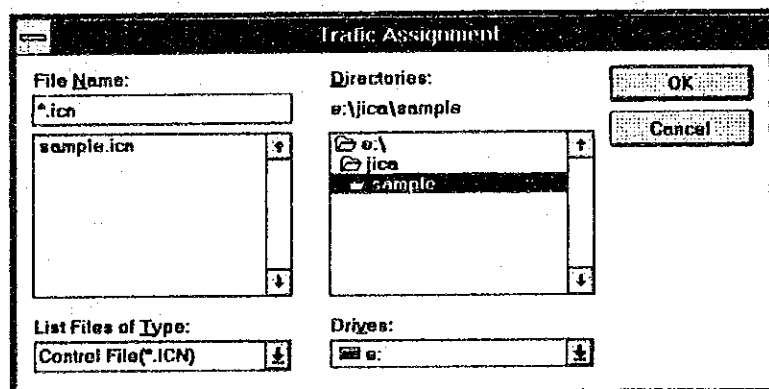 Trafic Assignment
File Name:
*.icn
sample.icn
List Files of Type:
Control File(*.ICN)
Directories:
e:\jica\sample
e:\
jica
sample
Drives:
e:
OK
Cancel